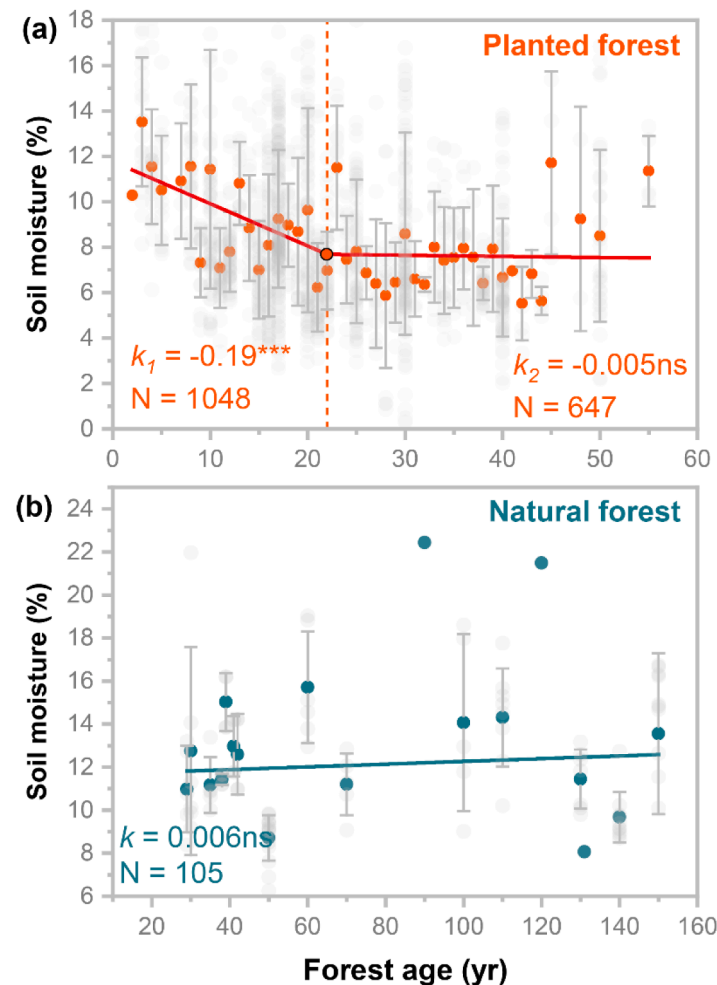 (a)
Planted forest
Soil moisture (%)
18
16
14
12
10
8
6
4
2
0
k1 = -0.19***
N = 1048
k2 = -0.005ns
N = 647
0 10 20 30 40 50 60
(b)
Natural forest
Soil moisture (%)
24
22
20
18
16
14
12
10
8
6
k = 0.006ns
N = 105
20 40 60 80 100 120 140 160
Forest age (yr)